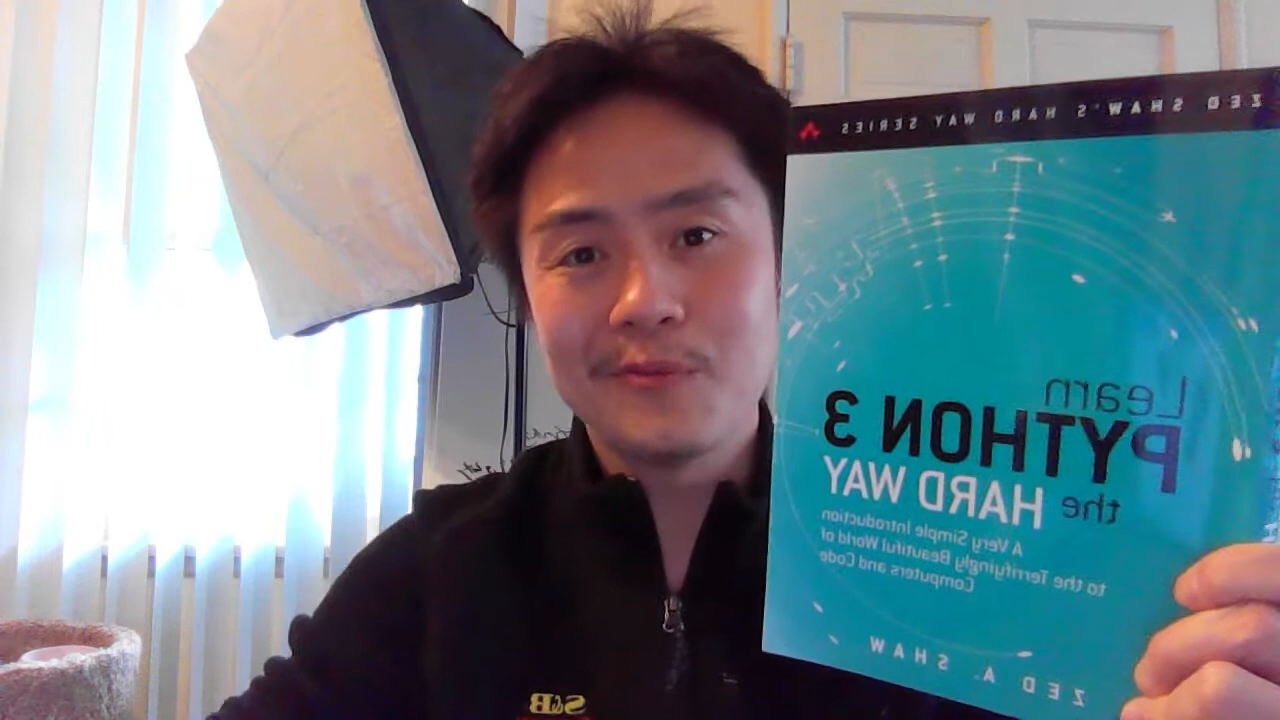 ZED SHAW'S HARD WAY SERIES
Learn
PYTHON 3
the HARD WAY
A Very Simple Introduction
to the Terrifyingly Beautiful World of
Computers and Code
ZED A. SHAW
S&B